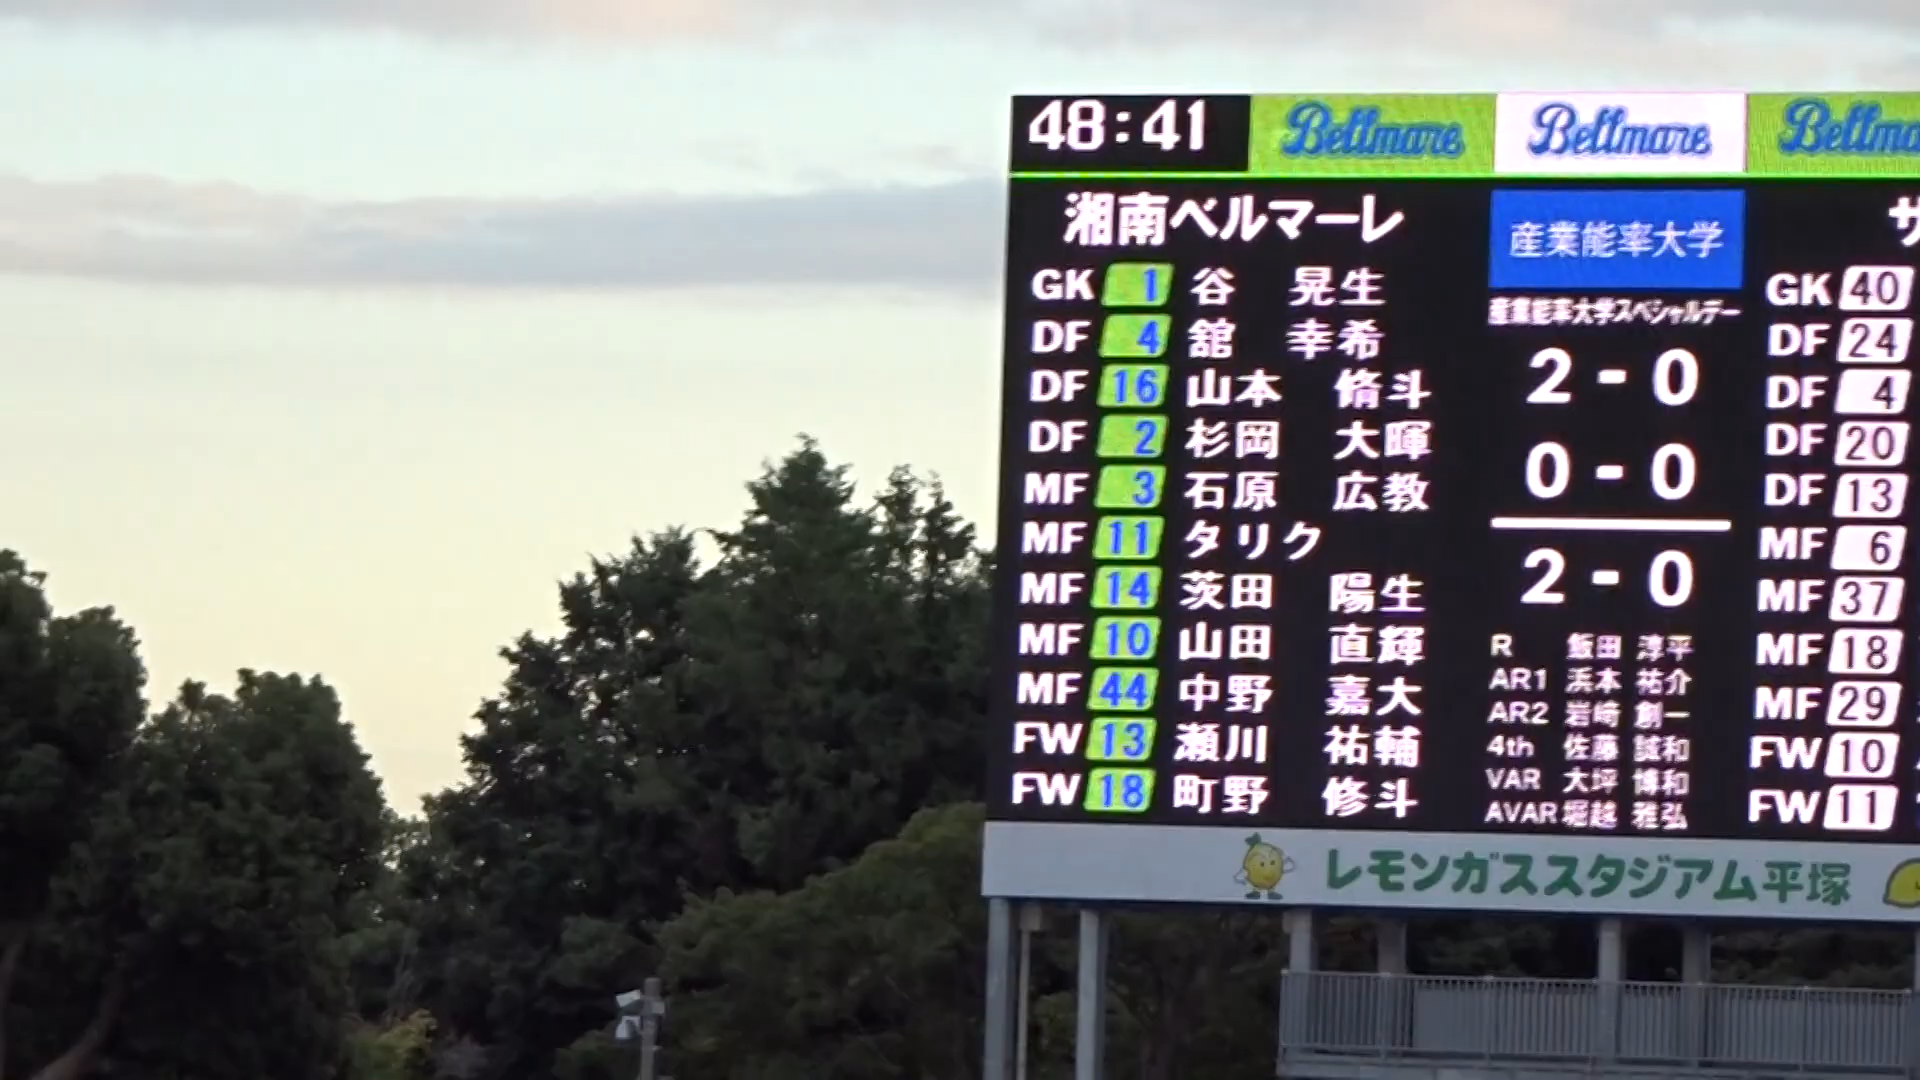 48:41 Bellmare Bellmare Bellma
湘南ベルマーレ
GK 1 谷 晃生
DF 4 舘 幸希
DF 16 山本 脩斗
DF 2 杉岡 大暉
MF 3 石原 広教
MF 11 タリク
MF 14 茨田 陽生
MF 10 山田 直輝
MF 44 中野 嘉大
FW 13 瀬川 祐輔
FW 18 町野 修斗
産業能率大学
産業能率大学スペシャルデー
2 - 0
0 - 0
2 - 0
R 飯田 淳平
AR1 浜本 祐介
AR2 岩﨑 創一
4th 佐藤 誠和
VAR 大坪 博和
AVAR 堀越 雅弘
サ
GK 40
DF 24
DF 4
DF 20
DF 13
MF 6
MF 37
MF 18
MF 29
FW 10
FW 11
レモンガススタジアム平塚